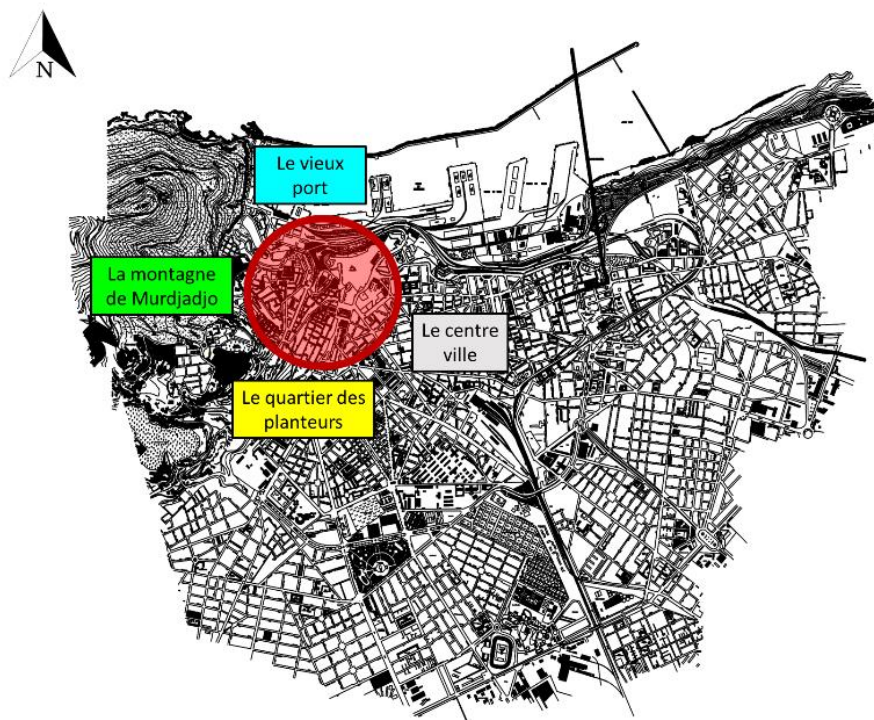 N
Le vieux
port
La montagne
de Murdjadjo
Le centre
ville
Le quartier des
planteurs